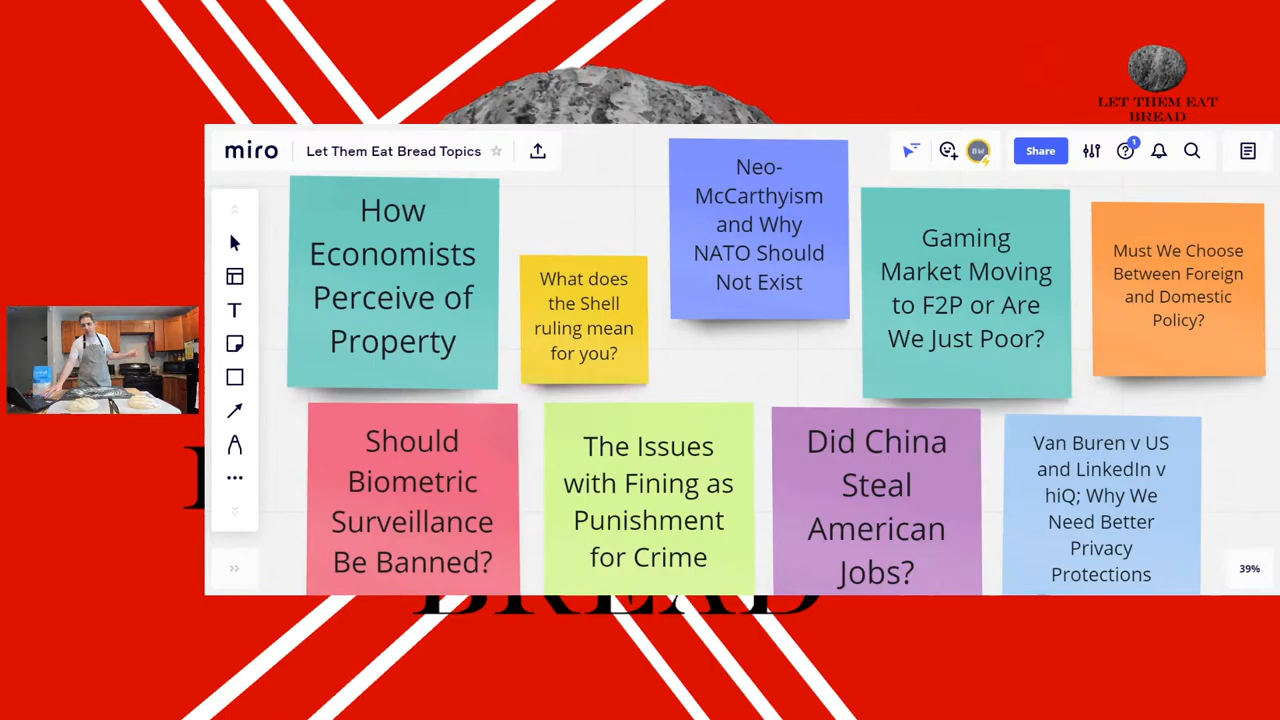 LET THEM EAT
BREAD
miro
Let Them Eat Bread Topics
BW
Share
1
How
Economists
Perceive of
Property
What does
the Shell
ruling mean
for you?
Neo-
McCarthyism
and Why
NATO Should
Not Exist
Gaming
Market Moving
to F2P or Are
We Just Poor?
Must We Choose
Between Foreign
and Domestic
Policy?
Should
Biometric
Surveillance
Be Banned?
The Issues
with Fining as
Punishment
for Crime
Did China
Steal
American
Jobs?
Van Buren v US
and LinkedIn v
hiQ; Why We
Need Better
Privacy
Protections
39%
BREAD